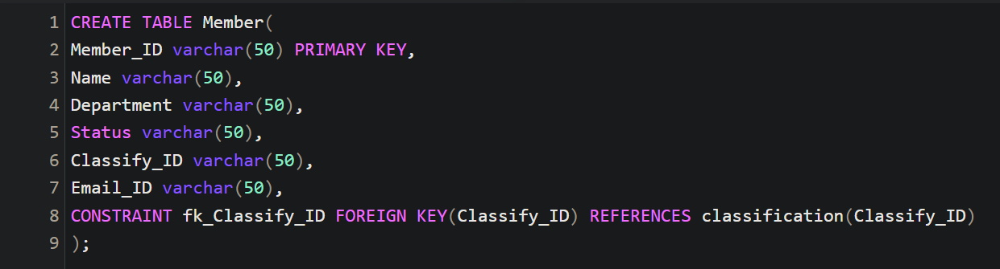 1 CREATE TABLE Member(
2 Member_ID varchar(50) PRIMARY KEY,
3 Name varchar(50),
4 Department varchar(50),
5 Status varchar(50),
6 Classify_ID varchar(50),
7 Email_ID varchar(50),
8 CONSTRAINT fk_Classify_ID FOREIGN KEY(Classify_ID) REFERENCES classification(Classify_ID)
9 );